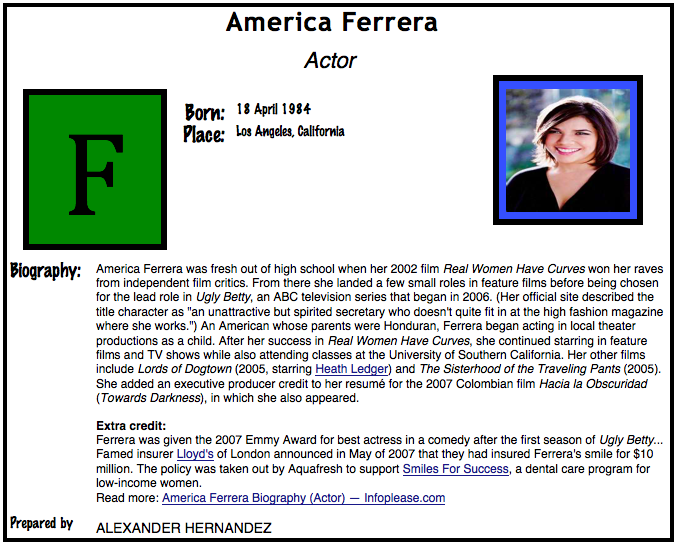 America Ferrera
Actor
F
Born: 18 April 1984
Place: Los Angeles, California
Biography:
America Ferrera was fresh out of high school when her 2002 film Real Women Have Curves won her raves
from independent film critics. From there she landed a few small roles in feature films before being chosen
for the lead role in Ugly Betty, an ABC television series that began in 2006. (Her official site described the
title character as "an unattractive but spirited secretary who doesn't quite fit in at the high fashion magazine
where she works.") An American whose parents were Honduran, Ferrera began acting in local theater
productions as a child. After her success in Real Women Have Curves, she continued starring in feature
films and TV shows while also attending classes at the University of Southern California. Her other films
include Lords of Dogtown (2005, starring Heath Ledger) and The Sisterhood of the Traveling Pants (2005).
She added an executive producer credit to her resumé for the 2007 Colombian film Hacia la Obscuridad
(Towards Darkness), in which she also appeared.
Extra credit:
Ferrera was given the 2007 Emmy Award for best actress in a comedy after the first season of Ugly Betty...
Famed insurer Lloyd's of London announced in May of 2007 that they had insured Ferrera's smile for $10
million. The policy was taken out by Aquafresh to support Smiles For Success, a dental care program for
low-income women.
Read more: America Ferrera Biography (Actor) — Infoplease.com
Prepared by ALEXANDER HERNANDEZ